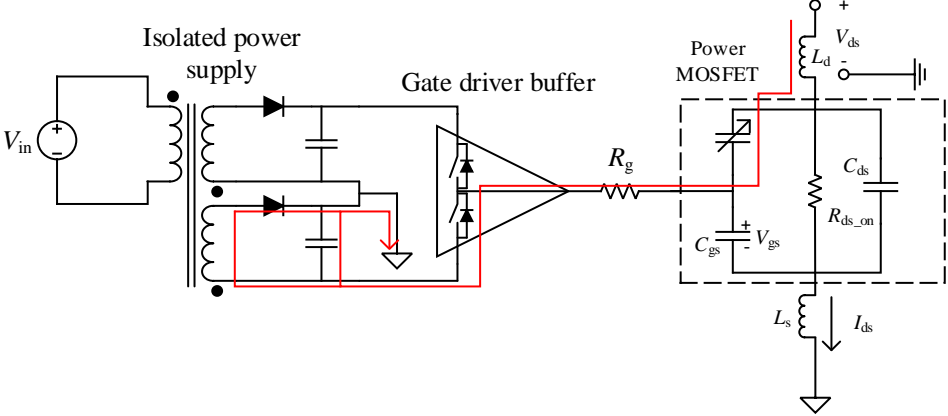 Isolated power
supply
Gate driver buffer
Power
MOSFET
+
V_ds
-
L_d
V_in
+
−
R_g
C_ds
R_ds_on
C_gs
+
V_gs
-
L_s
I_ds